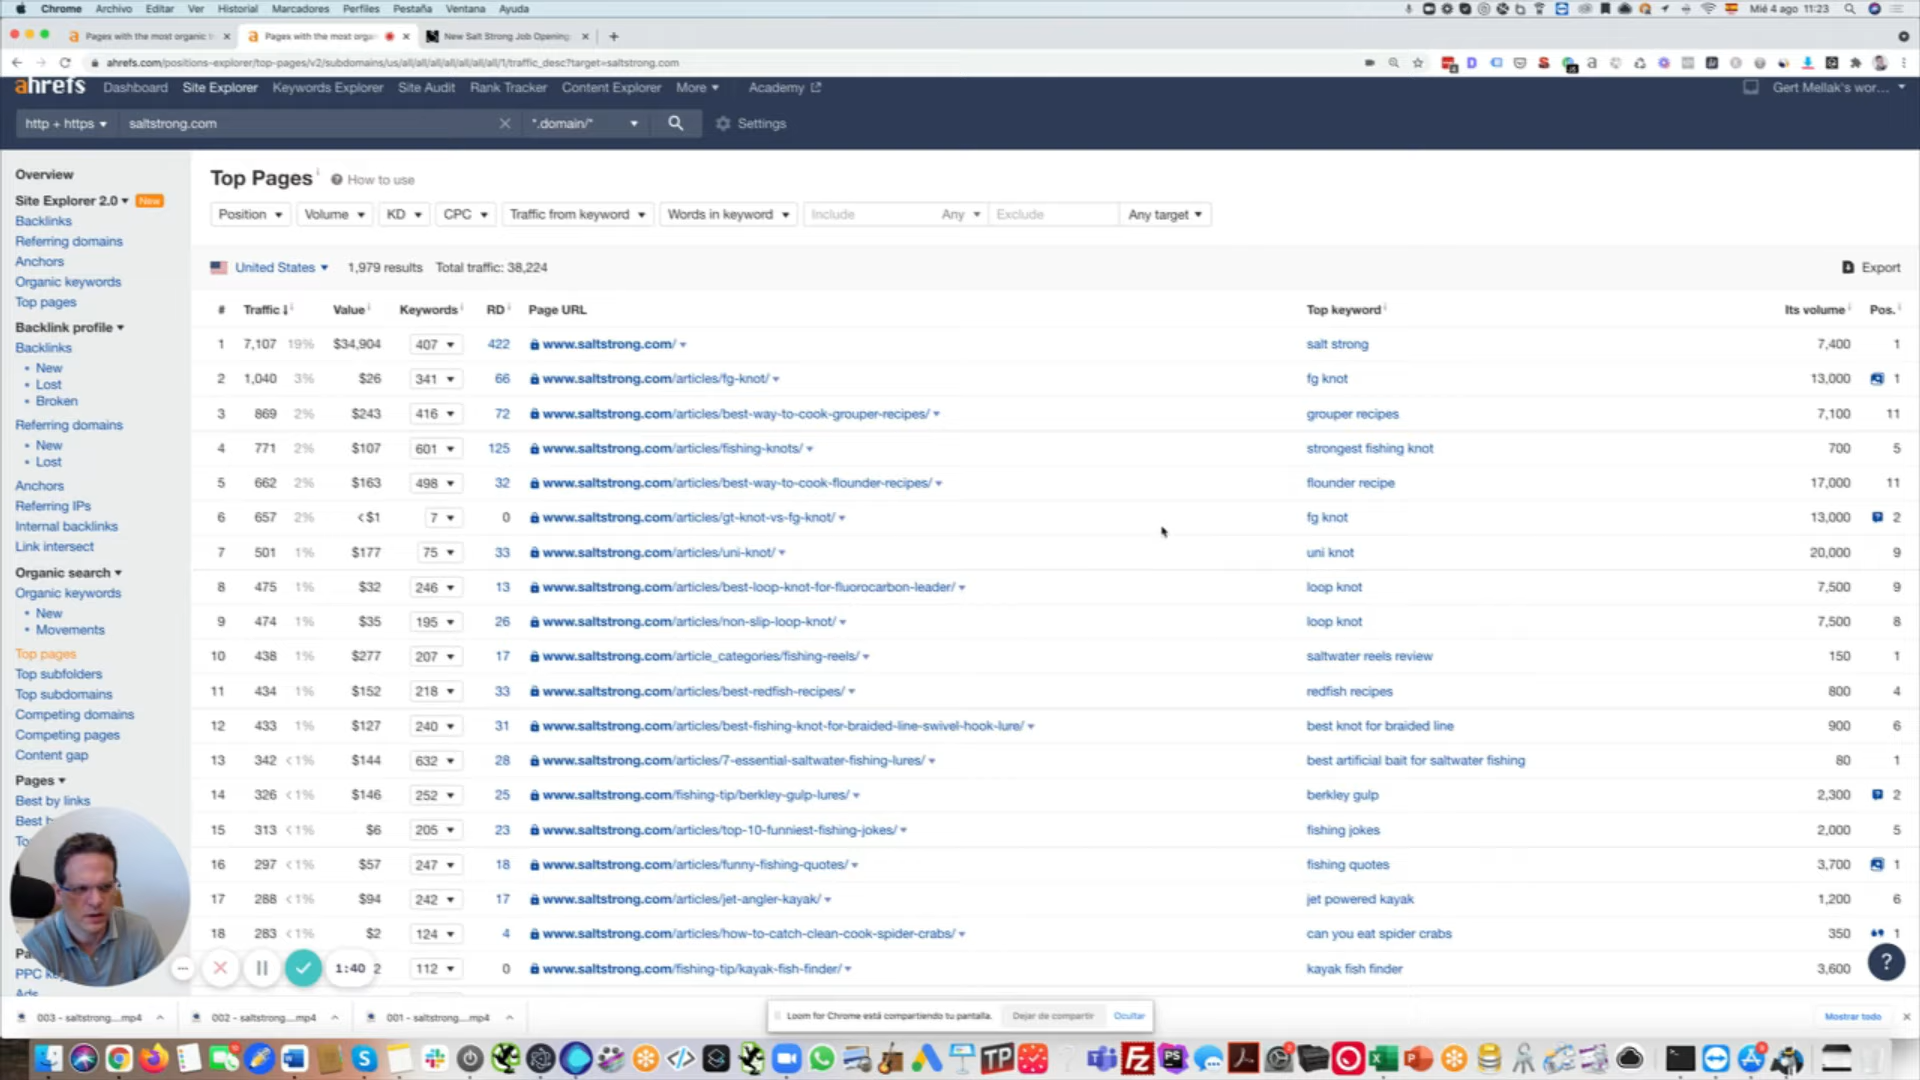 Chrome Archivo Editar Ver Historial Marcadores Perfiles Pestaña Ventana Ayuda Mié 4 ago 11:23
Pages with the most organic t Pages with the most orga New Salt Strong Job Opening
ahrefs.com/positions-explorer/top-pages/v2/subdomains/us/all/all/all/all/all/all/all/1/traffic_desc?target=saltstrong.com
ahrefs Dashboard Site Explorer Keywords Explorer Site Audit Rank Tracker Content Explorer More Academy Gert Mellak's wor...
http + https saltstrong.com *.domain/* Settings
Overview
Site Explorer 2.0 New
Backlinks
Referring domains
Anchors
Organic keywords
Top pages
Backlink profile
Backlinks
New
Lost
Broken
Referring domains
New
Lost
Anchors
Referring IPs
Internal backlinks
Link intersect
Organic search
Organic keywords
New
Movements
Top pages
Top subfolders
Top subdomains
Competing domains
Competing pages
Content gap
Pages
Best by links
Best b
To
Pa
PPC k
Ads
Top Pages How to use
Position Volume KD CPC Traffic from keyword Words in keyword Include Any Exclude Any target
United States 1,979 results Total traffic: 38,224 Export
# Traffic Value Keywords RD Page URL Top keyword Its volume Pos.
1 7,107 19% $34,904 407 422 www.saltstrong.com/ salt strong 7,400 1
2 1,040 3% $26 341 66 www.saltstrong.com/articles/fg-knot/ fg knot 13,000 1
3 869 2% $243 416 72 www.saltstrong.com/articles/best-way-to-cook-grouper-recipes/ grouper recipes 7,100 11
4 771 2% $107 601 125 www.saltstrong.com/articles/fishing-knots/ strongest fishing knot 700 5
5 662 2% $163 498 32 www.saltstrong.com/articles/best-way-to-cook-flounder-recipes/ flounder recipe 17,000 11
6 657 2% <$1 7 0 www.saltstrong.com/articles/gt-knot-vs-fg-knot/ fg knot 13,000 2
7 501 1% $177 75 33 www.saltstrong.com/articles/uni-knot/ uni knot 20,000 9
8 475 1% $32 246 13 www.saltstrong.com/articles/best-loop-knot-for-fluorocarbon-leader/ loop knot 7,500 9
9 474 1% $35 195 26 www.saltstrong.com/articles/non-slip-loop-knot/ loop knot 7,500 8
10 438 1% $277 207 17 www.saltstrong.com/article_categories/fishing-reels/ saltwater reels review 150 1
11 434 1% $152 218 33 www.saltstrong.com/articles/best-redfish-recipes/ redfish recipes 800 4
12 433 1% $127 240 31 www.saltstrong.com/articles/best-fishing-knot-for-braided-line-swivel-hook-lure/ best knot for braided line 900 6
13 342 <1% $144 632 28 www.saltstrong.com/articles/7-essential-saltwater-fishing-lures/ best artificial bait for saltwater fishing 80 1
14 326 <1% $146 252 25 www.saltstrong.com/fishing-tip/berkley-gulp-lures/ berkley gulp 2,300 2
15 313 <1% $6 205 23 www.saltstrong.com/articles/top-10-funniest-fishing-jokes/ fishing jokes 2,000 5
16 297 <1% $57 247 18 www.saltstrong.com/articles/funny-fishing-quotes/ fishing quotes 3,700 1
17 288 <1% $94 242 17 www.saltstrong.com/articles/jet-angler-kayak/ jet powered kayak 1,200 6
18 283 <1% $2 124 4 www.saltstrong.com/articles/how-to-catch-clean-cook-spider-crabs/ can you eat spider crabs 350 1
1:40 2 112 0 www.saltstrong.com/fishing-tip/kayak-fish-finder/ kayak fish finder 3,600
?
003 - saltstrong....mp4 002 - saltstrong....mp4 001 - saltstrong....mp4 Loom for Chrome está compartiendo tu pantalla. Dejar de compartir Ocultar Mostrar todo
TP FZ PS